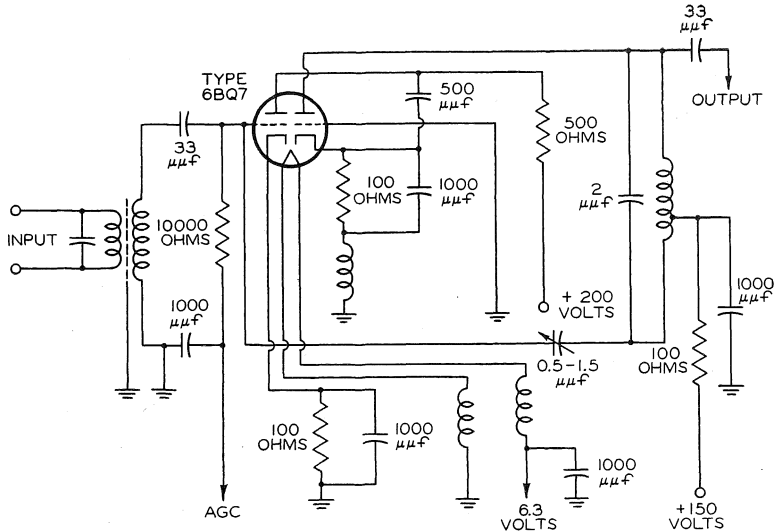 33
μμf
OUTPUT
TYPE
6BQ7
500
μμf
33
μμf
500
OHMS
2
μμf
100
OHMS
1000
μμf
10000
OHMS
INPUT
1000
μμf
+ 200
VOLTS
1000
μμf
0.5-1.5
μμf
100
OHMS
100
OHMS
1000
μμf
1000
μμf
AGC
6.3
VOLTS
+150
VOLTS